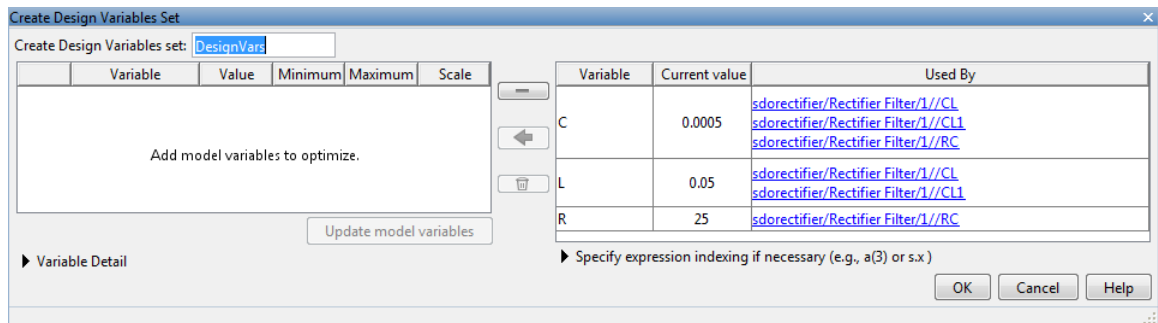 Create Design Variables Set
Create Design Variables set: DesignVars
Variable Value Minimum Maximum Scale
Add model variables to optimize.
Update model variables
Variable Detail
Variable Current value Used By
C 0.0005 sdorectifier/Rectifier Filter/1//CL
sdorectifier/Rectifier Filter/1//CL1
sdorectifier/Rectifier Filter/1//RC
L 0.05 sdorectifier/Rectifier Filter/1//CL
sdorectifier/Rectifier Filter/1//CL1
R 25 sdorectifier/Rectifier Filter/1//RC
Specify expression indexing if necessary (e.g., a(3) or s.x )
OK Cancel Help